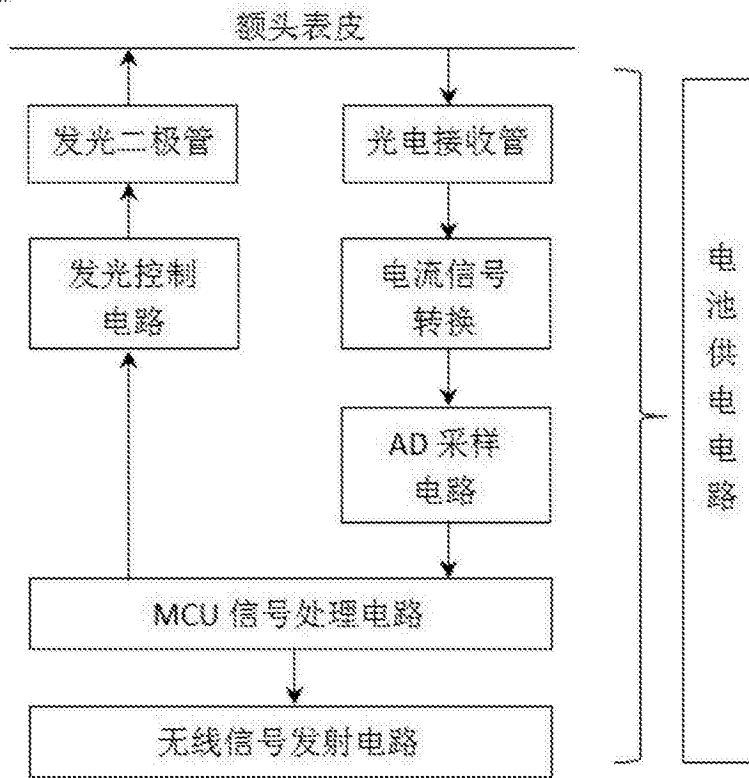 额头表皮
发光二极管
光电接收管
发光控制
电路
电流信号
转换
AD 采样
电路
MCU 信号处理电路
无线信号发射电路
电
池
供
电
电
路